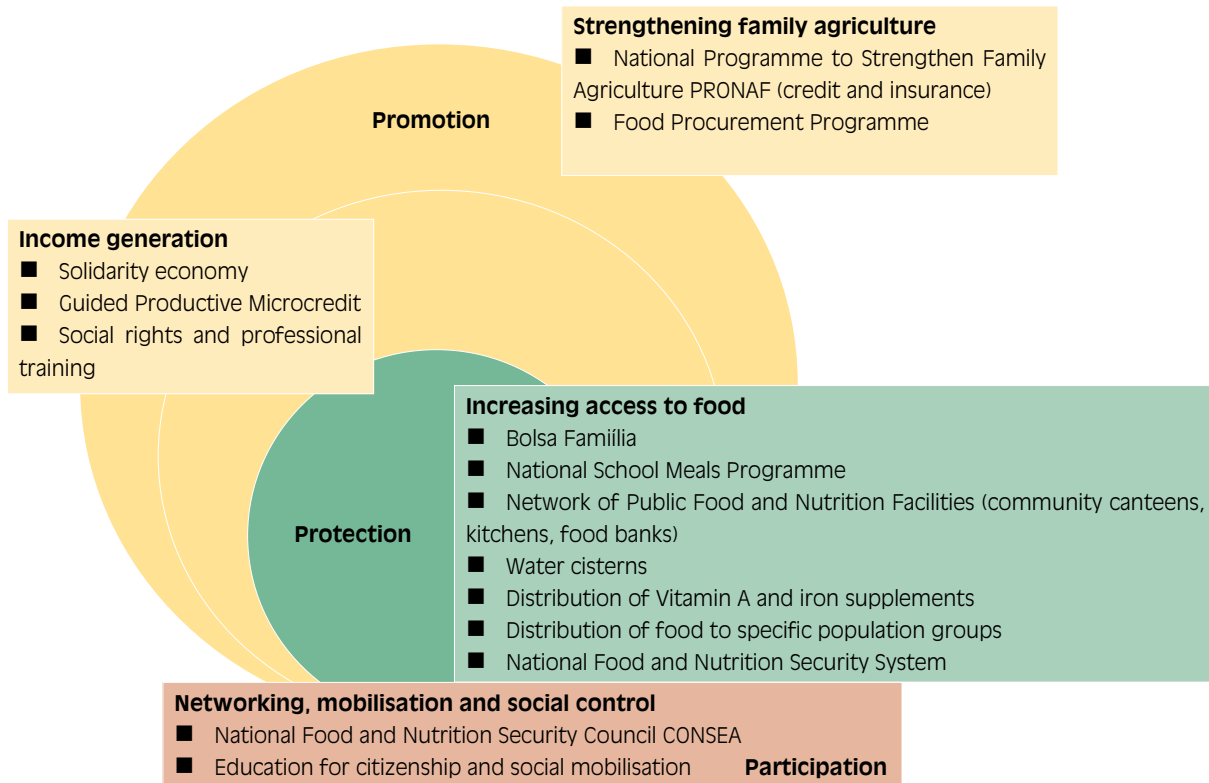 Strengthening family agriculture
■ National Programme to Strengthen Family
Agriculture PRONAF (credit and insurance)
■ Food Procurement Programme
Promotion
Income generation
■ Solidarity economy
■ Guided Productive Microcredit
■ Social rights and professional
training
Increasing access to food
■ Bolsa Famiília
■ National School Meals Programme
■ Network of Public Food and Nutrition Facilities (community canteens,
kitchens, food banks)
■ Water cisterns
■ Distribution of Vitamin A and iron supplements
■ Distribution of food to specific population groups
■ National Food and Nutrition Security System
Protection
Networking, mobilisation and social control
■ National Food and Nutrition Security Council CONSEA
■ Education for citizenship and social mobilisation
Participation